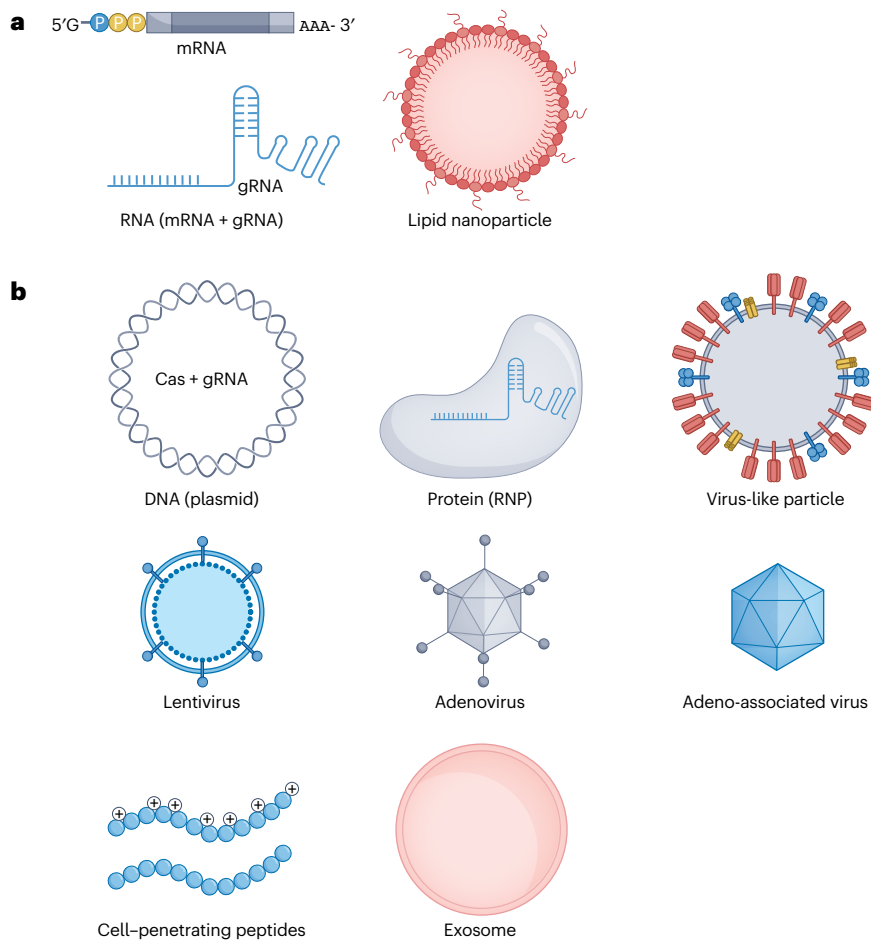 a
5′G PPP AAA- 3′
mRNA
gRNA
RNA (mRNA + gRNA)
Lipid nanoparticle
b
Cas + gRNA
DNA (plasmid)
Protein (RNP)
Virus-like particle
Lentivirus
Adenovirus
Adeno-associated virus
+ + + + + + +
Cell–penetrating peptides
Exosome